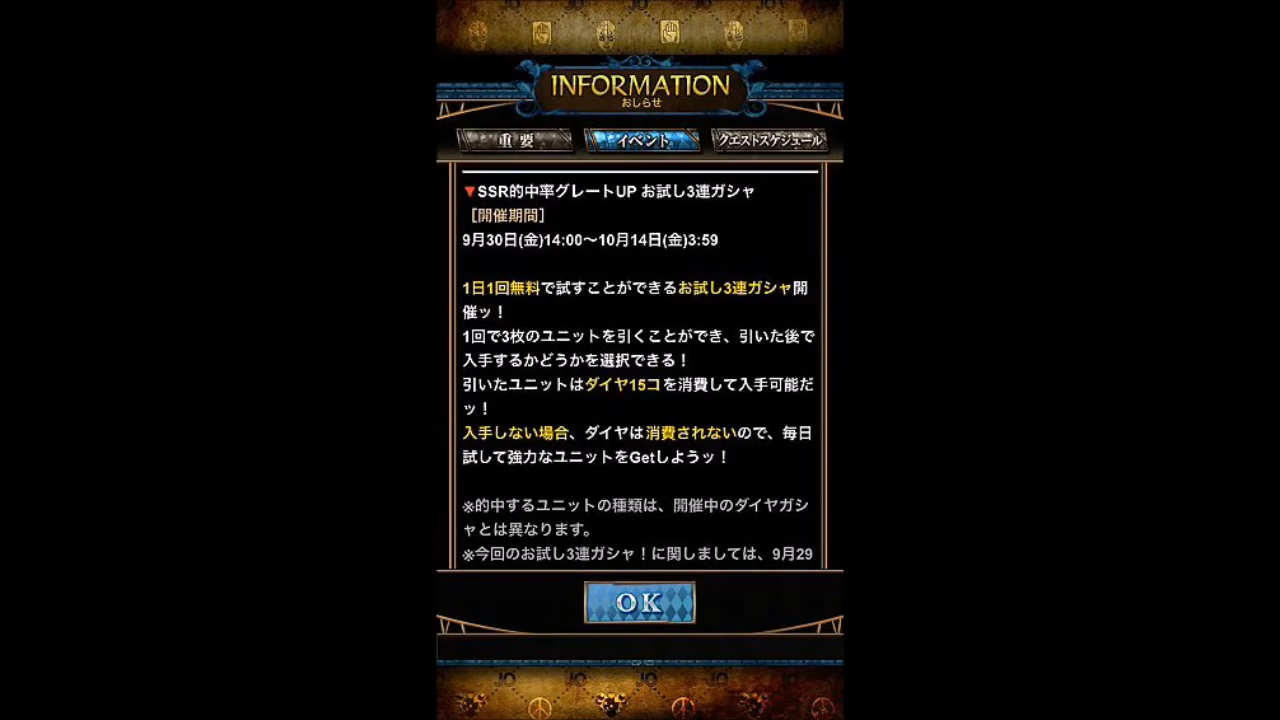 INFORMATION
おしらせ
重要
イベント
クエストスケジュール
▼SSR的中率グレートUP お試し3連ガシャ
［開催期間］
9月30日(金)14:00〜10月14日(金)3:59
1日1回無料で試すことができるお試し3連ガシャ開
催ッ！
1回で3枚のユニットを引くことができ、引いた後で
入手するかどうかを選択できる！
引いたユニットはダイヤ15コを消費して入手可能だ
ッ！
入手しない場合、ダイヤは消費されないので、毎日
試して強力なユニットをGetしようッ！
※的中するユニットの種類は、開催中のダイヤガシ
ャとは異なります。
※今回のお試し3連ガシャ！に関しましては、9月29
OK